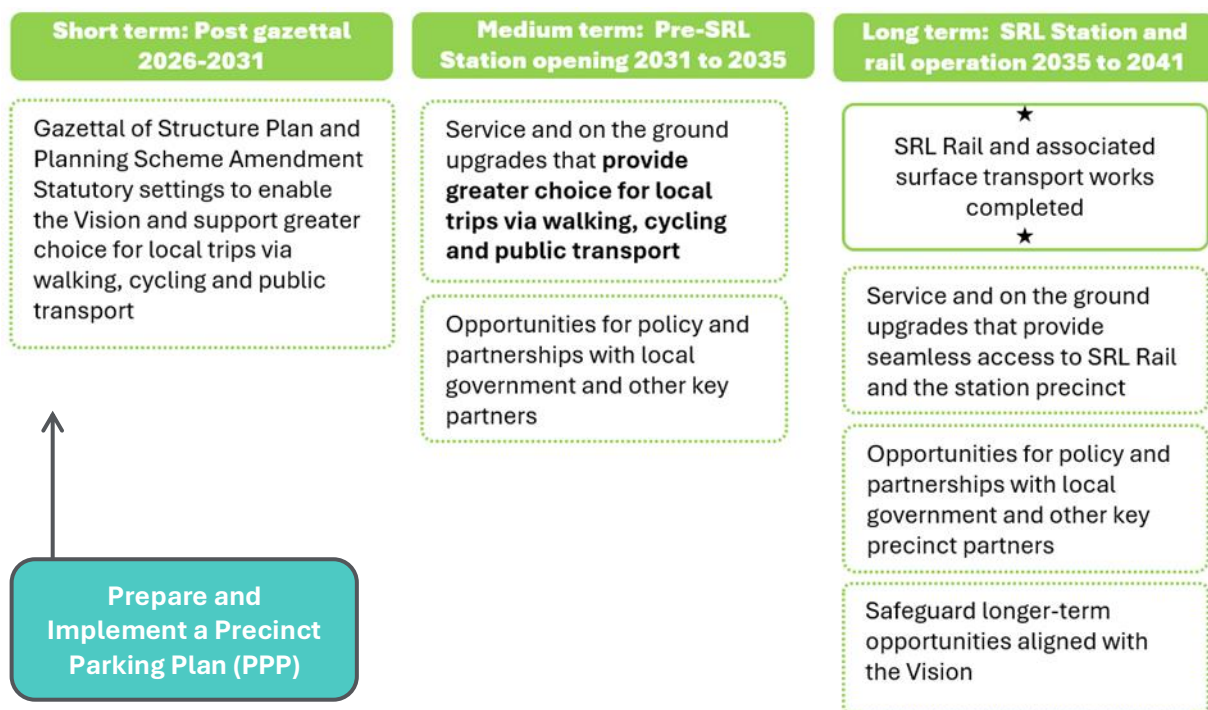 Short term: Post gazettal
2026-2031
Gazettal of Structure Plan and
Planning Scheme Amendment
Statutory settings to enable
the Vision and support greater
choice for local trips via
walking, cycling and public
transport
Prepare and
Implement a Precinct
Parking Plan (PPP)
Medium term: Pre-SRL
Station opening 2031 to 2035
Service and on the ground
upgrades that provide
greater choice for local
trips via walking, cycling
and public transport
Opportunities for policy and
partnerships with local
government and other key
partners
Long term: SRL Station and
rail operation 2035 to 2041
★
SRL Rail and associated
surface transport works
completed
★
Service and on the ground
upgrades that provide
seamless access to SRL Rail
and the station precinct
Opportunities for policy and
partnerships with local
government and other key
precinct partners
Safeguard longer-term
opportunities aligned with
the Vision